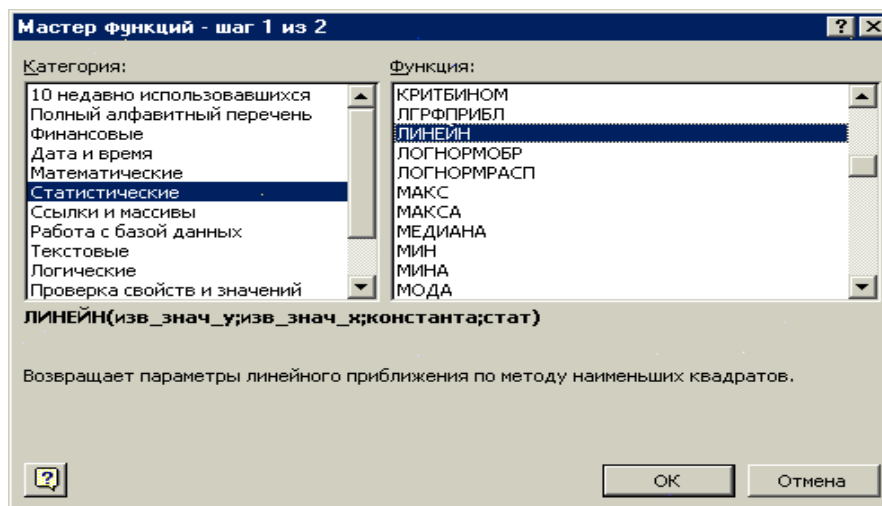 Мастер функций - шаг 1 из 2
Категория:
10 недавно использовавшихся
Полный алфавитный перечень
Финансовые
Дата и время
Математические
Статистические
Ссылки и массивы
Работа с базой данных
Текстовые
Логические
Проверка свойств и значений
Функция:
КРИТБИНОМ
ЛГРФПРИБЛ
ЛИНЕЙН
ЛОГНОРМОБР
ЛОГНОРМРАСП
МАКС
МАКСА
МЕДИАНА
МИН
МИНА
МОДА
ЛИНЕЙН(изв_знач_y;изв_знач_x;константа;стат)
Возвращает параметры линейного приближения по методу наименьших квадратов.
ОК
Отмена